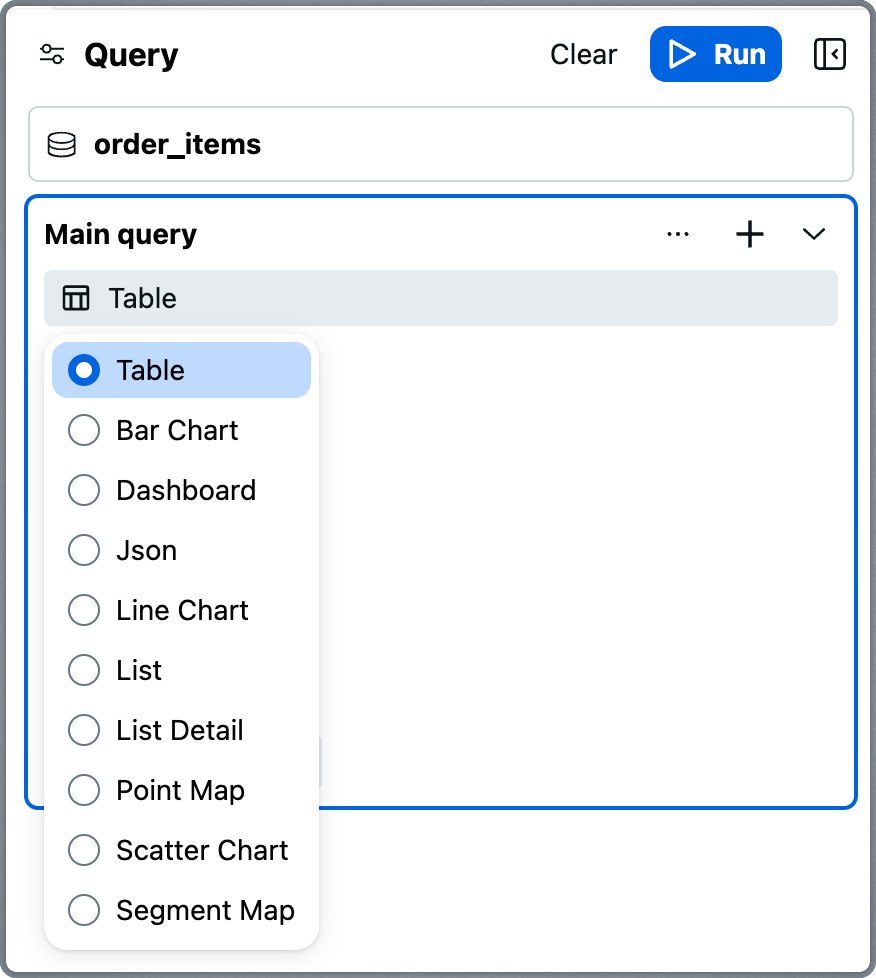 Query
Clear
Run
order_items
Main query
Table
Table
Bar Chart
Dashboard
Json
Line Chart
List
List Detail
Point Map
Scatter Chart
Segment Map